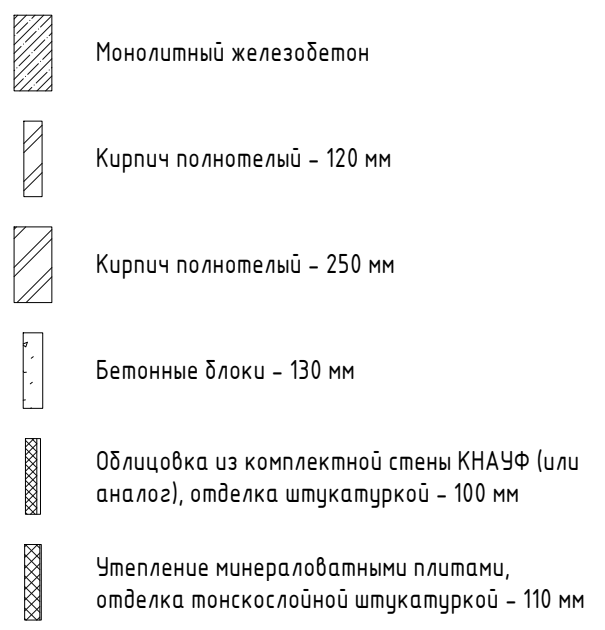 Монолитный железобетон
Кирпич полнотелый - 120 мм
Кирпич полнотелый - 250 мм
Бетонные блоки - 130 мм
Облицовка из комплектной стены КНАУФ (или
аналог), отделка штукатуркой - 100 мм
Утепление минераловатными плитами,
отделка тонскослойной штукатуркой - 110 мм